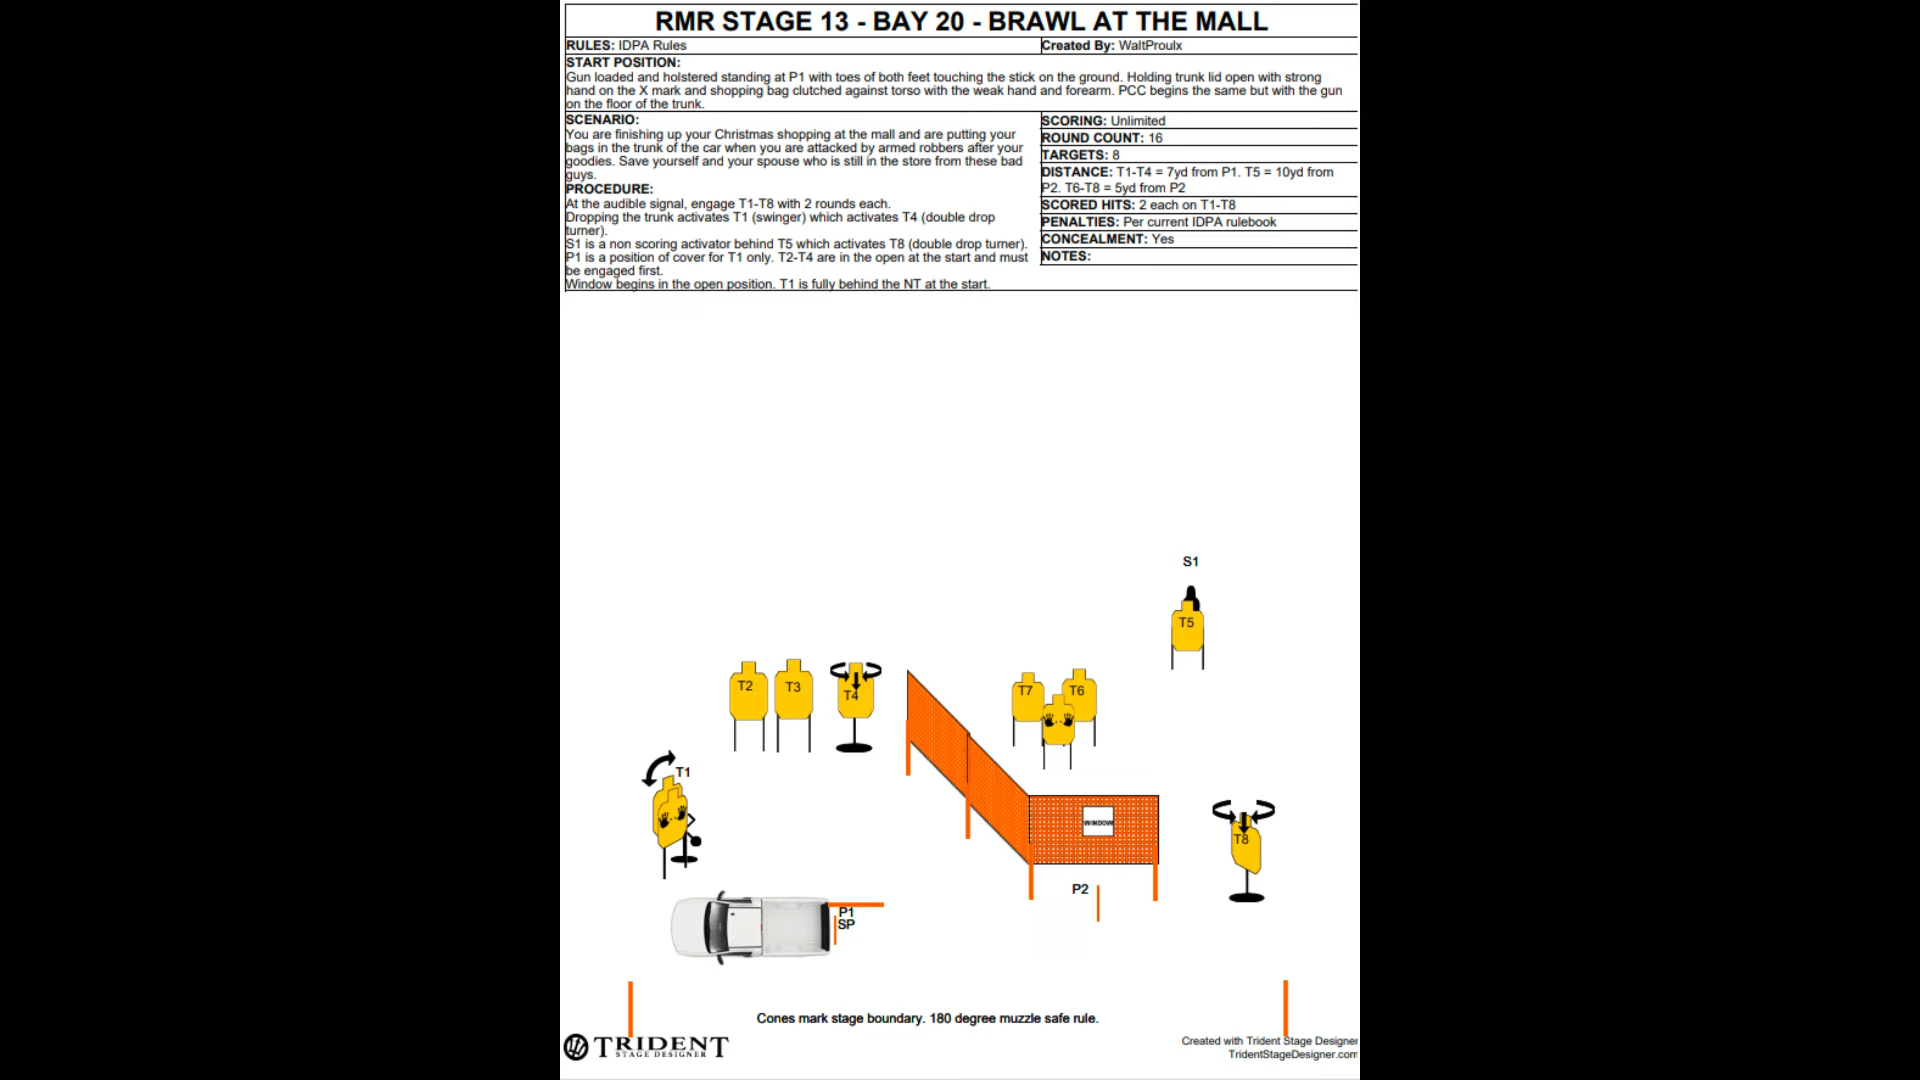 RMR STAGE 13 - BAY 20 - BRAWL AT THE MALL
RULES: IDPA Rules
Created By: WaltProulx
START POSITION:
Gun loaded and holstered standing at P1 with toes of both feet touching the stick on the ground. Holding trunk lid open with strong
hand on the X mark and shopping bag clutched against torso with the weak hand and forearm. PCC begins the same but with the gun
on the floor of the trunk.
SCENARIO:
You are finishing up your Christmas shopping at the mall and are putting your
bags in the trunk of the car when you are attacked by armed robbers after your
goodies. Save yourself and your spouse who is still in the store from these bad
guys.
PROCEDURE:
At the audible signal, engage T1-T8 with 2 rounds each.
Dropping the trunk activates T1 (swinger) which activates T4 (double drop
turner).
S1 is a non scoring activator behind T5 which activates T8 (double drop turner).
P1 is a position of cover for T1 only. T2-T4 are in the open at the start and must
be engaged first.
Window begins in the open position. T1 is fully behind the NT at the start.
SCORING: Unlimited
ROUND COUNT: 16
TARGETS: 8
DISTANCE: T1-T4 = 7yd from P1. T5 = 10yd from
P2. T6-T8 = 5yd from P2
SCORED HITS: 2 each on T1-T8
PENALTIES: Per current IDPA rulebook
CONCEALMENT: Yes
NOTES:
S1
T5
T2
T3
T4
T7
T6
T1
WINDOW
T8
P2
P1
SP
Cones mark stage boundary. 180 degree muzzle safe rule.
TRIDENT
STAGE DESIGNER
Created with Trident Stage Designer
TridentStageDesigner.com